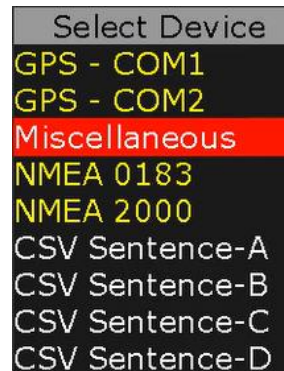 Select Device
GPS - COM1
GPS - COM2
Miscellaneous
NMEA 0183
NMEA 2000
CSV Sentence-A
CSV Sentence-B
CSV Sentence-C
CSV Sentence-D